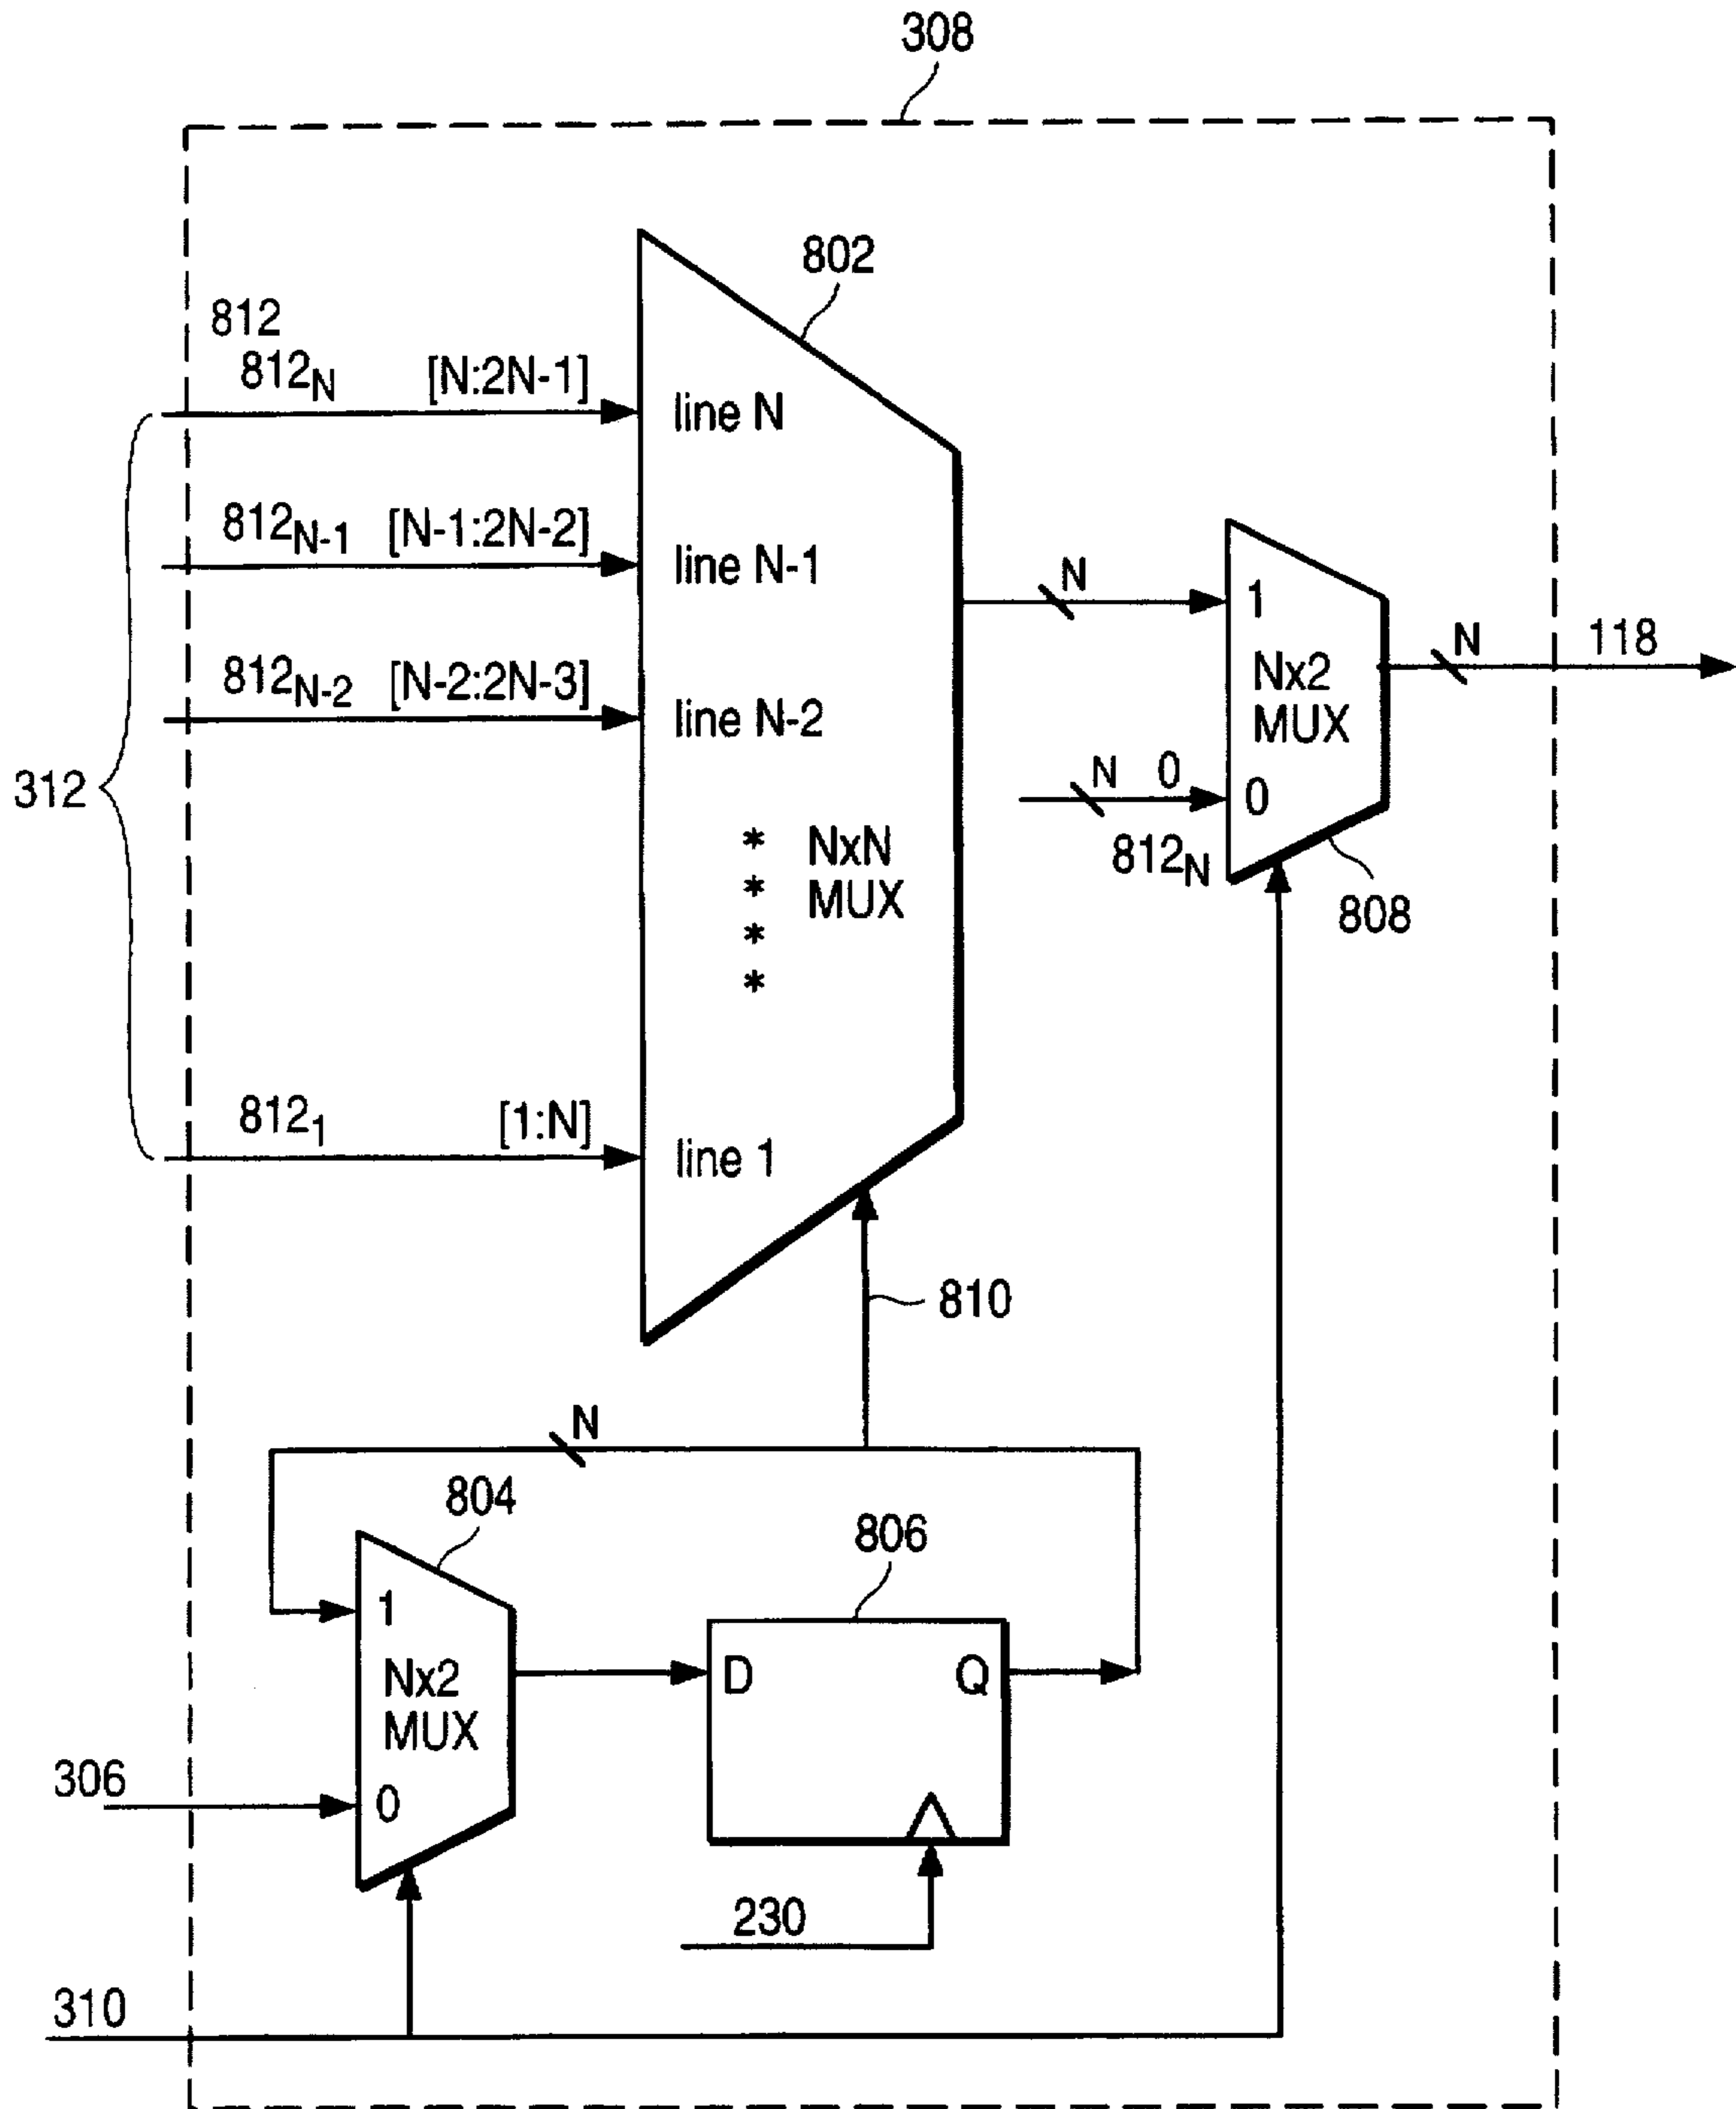 308
802
812
812N [N:2N-1]
line N
812N-1 [N-1:2N-2]
line N-1
N
1
N
118
812N-2 [N-2:2N-3]
line N-2
Nx2
MUX
312
N 0
0
* NxN
* MUX
*
*
812N
808
8121 [1:N]
line 1
810
N
804
806
1
Nx2
MUX
D
Q
306
0
230
310